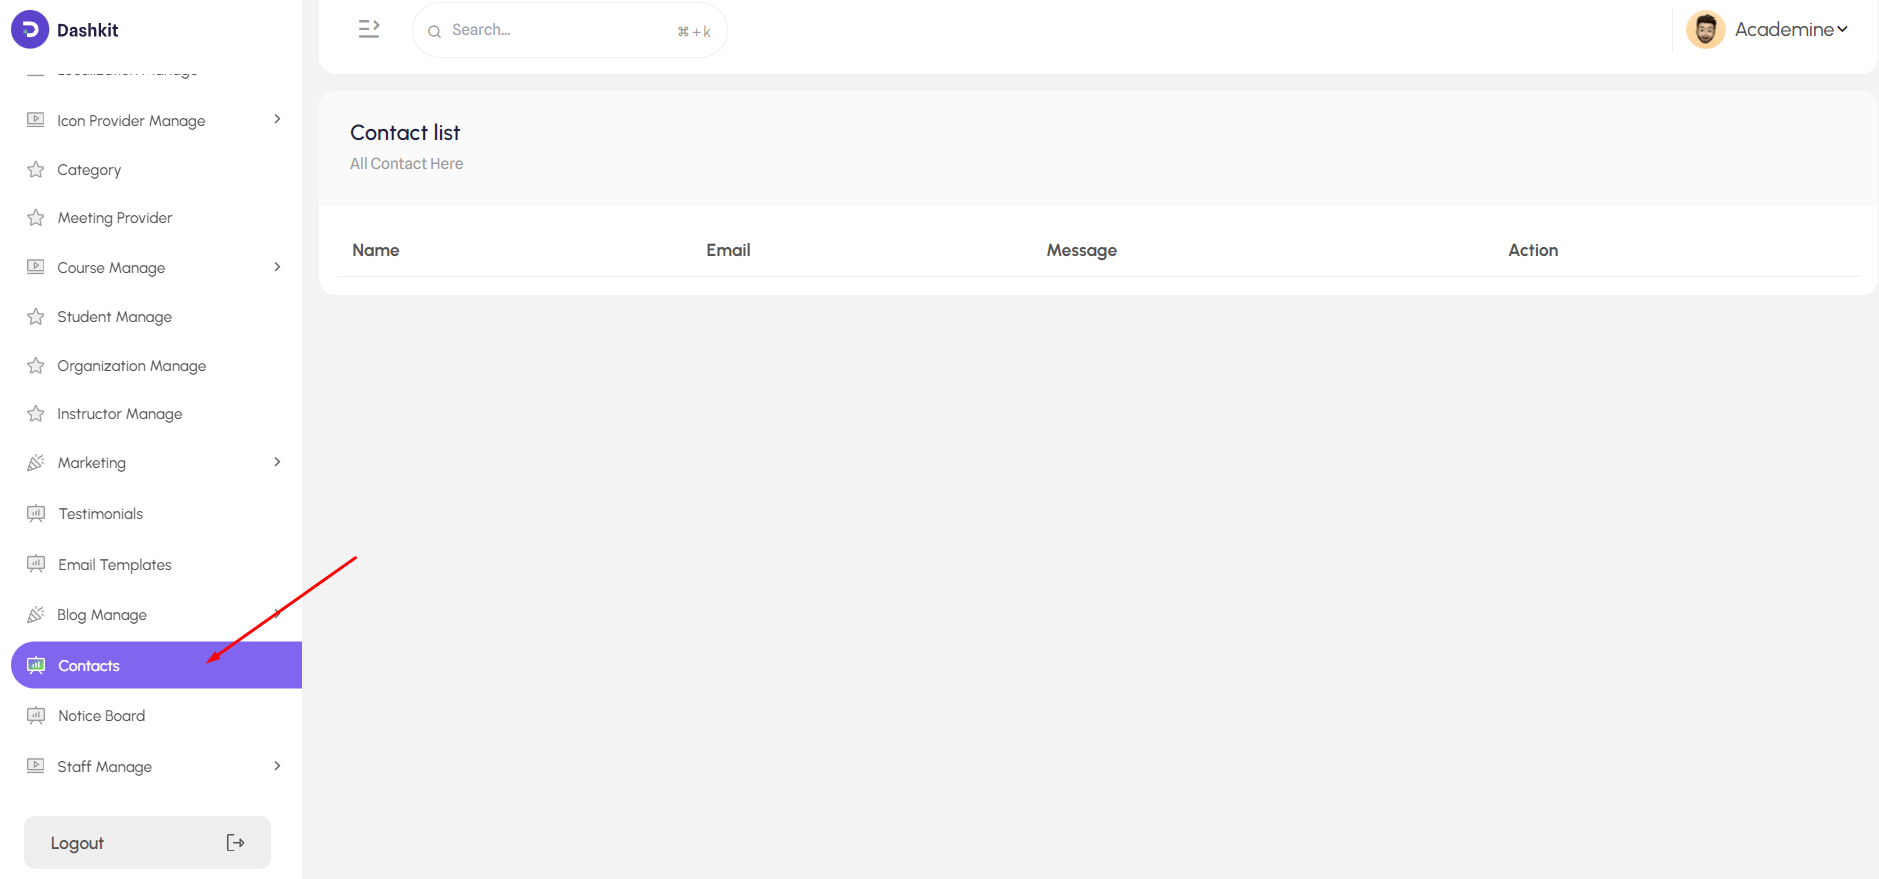 Dashkit
Search...
⌘ + k
Academine
Icon Provider Manage
Category
Meeting Provider
Course Manage
Student Manage
Organization Manage
Instructor Manage
Marketing
Testimonials
Email Templates
Blog Manage
Contacts
Notice Board
Staff Manage
Logout
Contact list
All Contact Here
Name Email Message Action